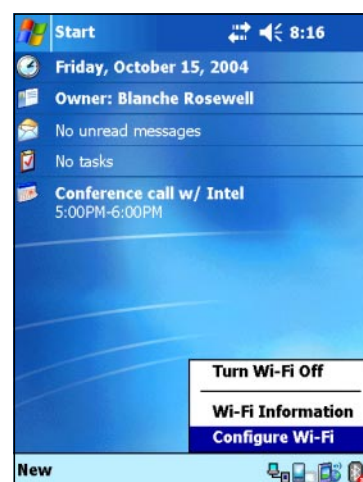 Start 8:16
Friday, October 15, 2004
Owner: Blanche Rosewell
No unread messages
No tasks
Conference call w/ Intel
5:00PM-6:00PM
Turn Wi-Fi Off
Wi-Fi Information
Configure Wi-Fi
New